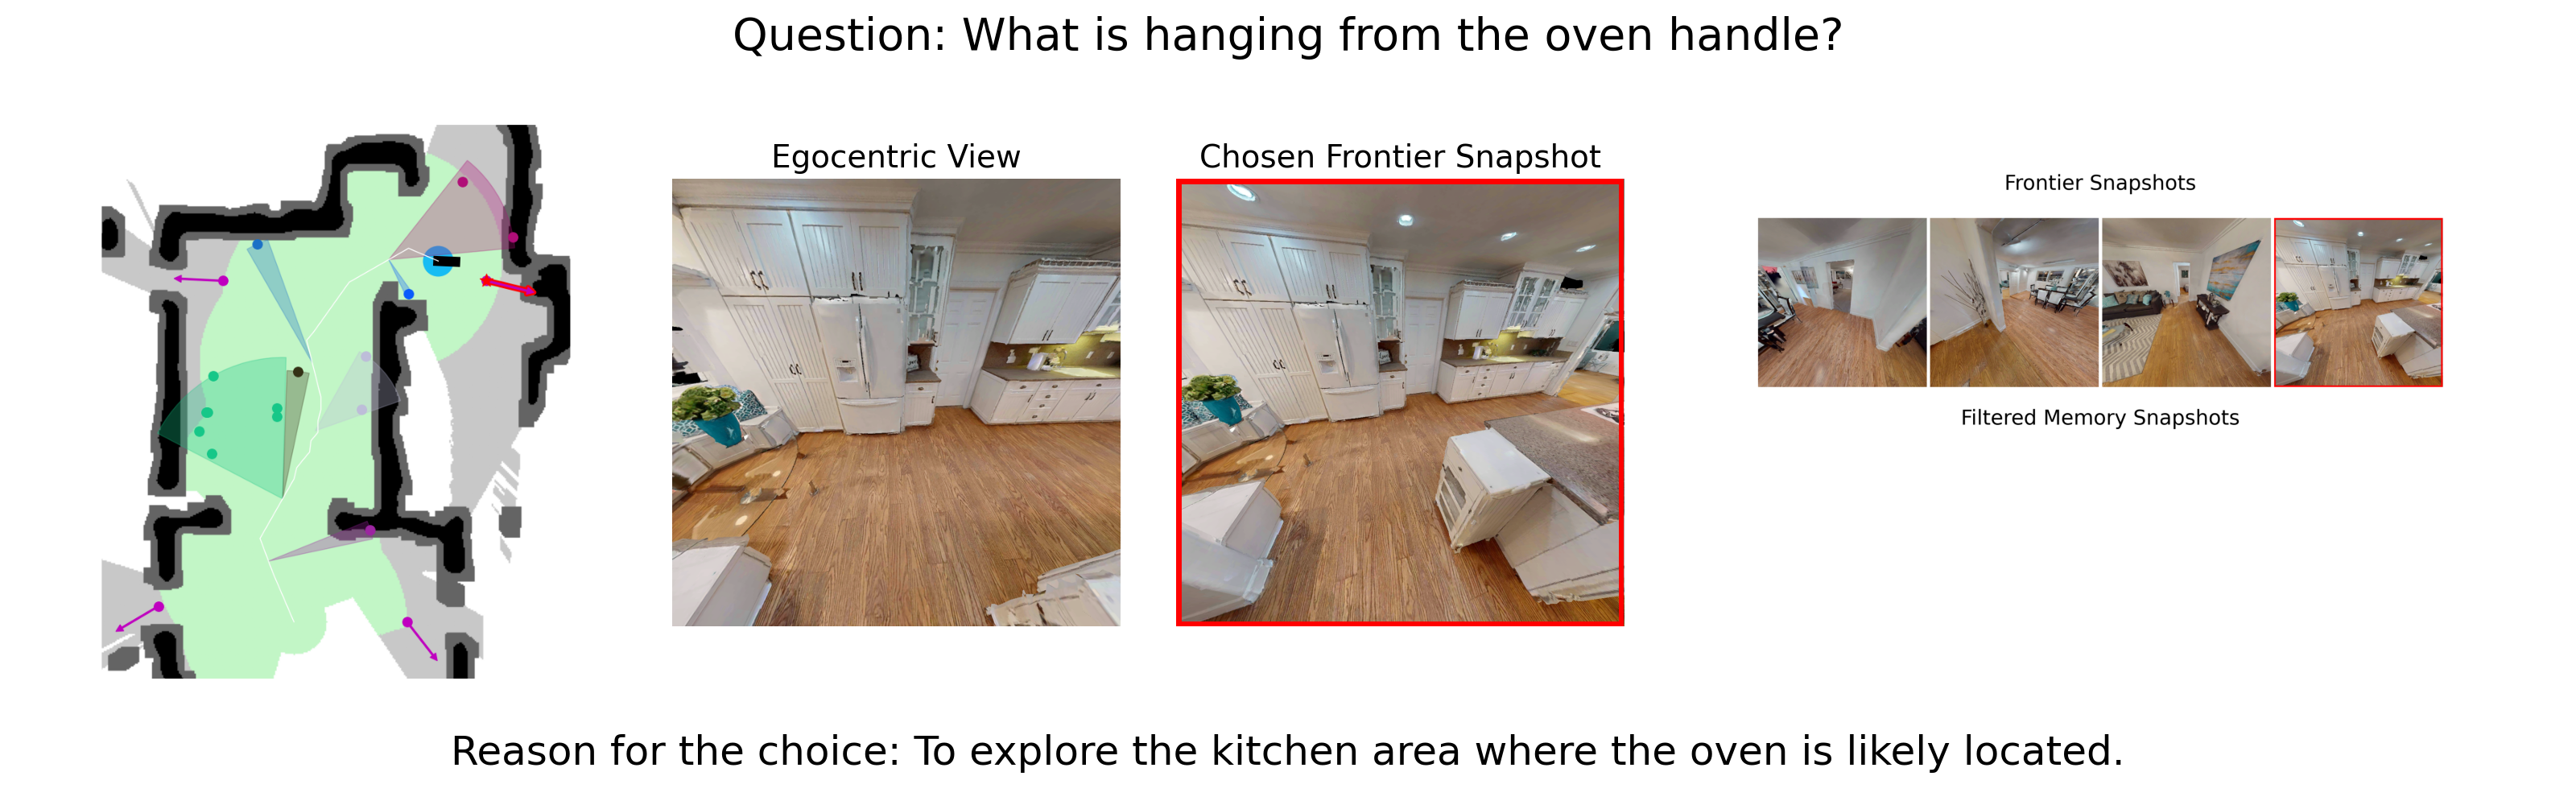 Question: What is hanging from the oven handle?
Egocentric View
Chosen Frontier Snapshot
Frontier Snapshots
Filtered Memory Snapshots
Reason for the choice: To explore the kitchen area where the oven is likely located.